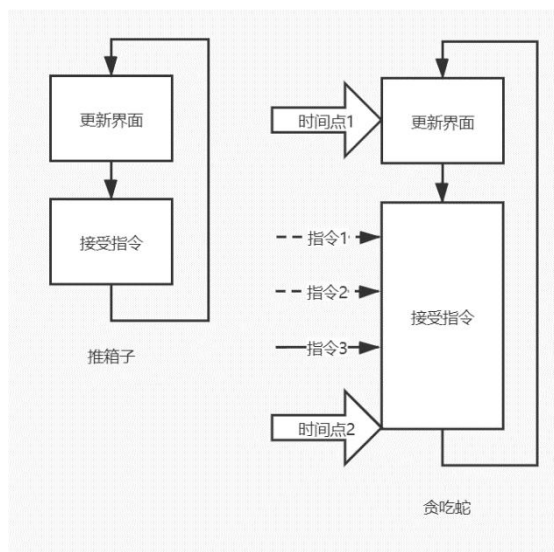 更新界面
接受指令
推箱子
时间点1
更新界面
指令1
指令2
指令3
接受指令
时间点2
贪吃蛇